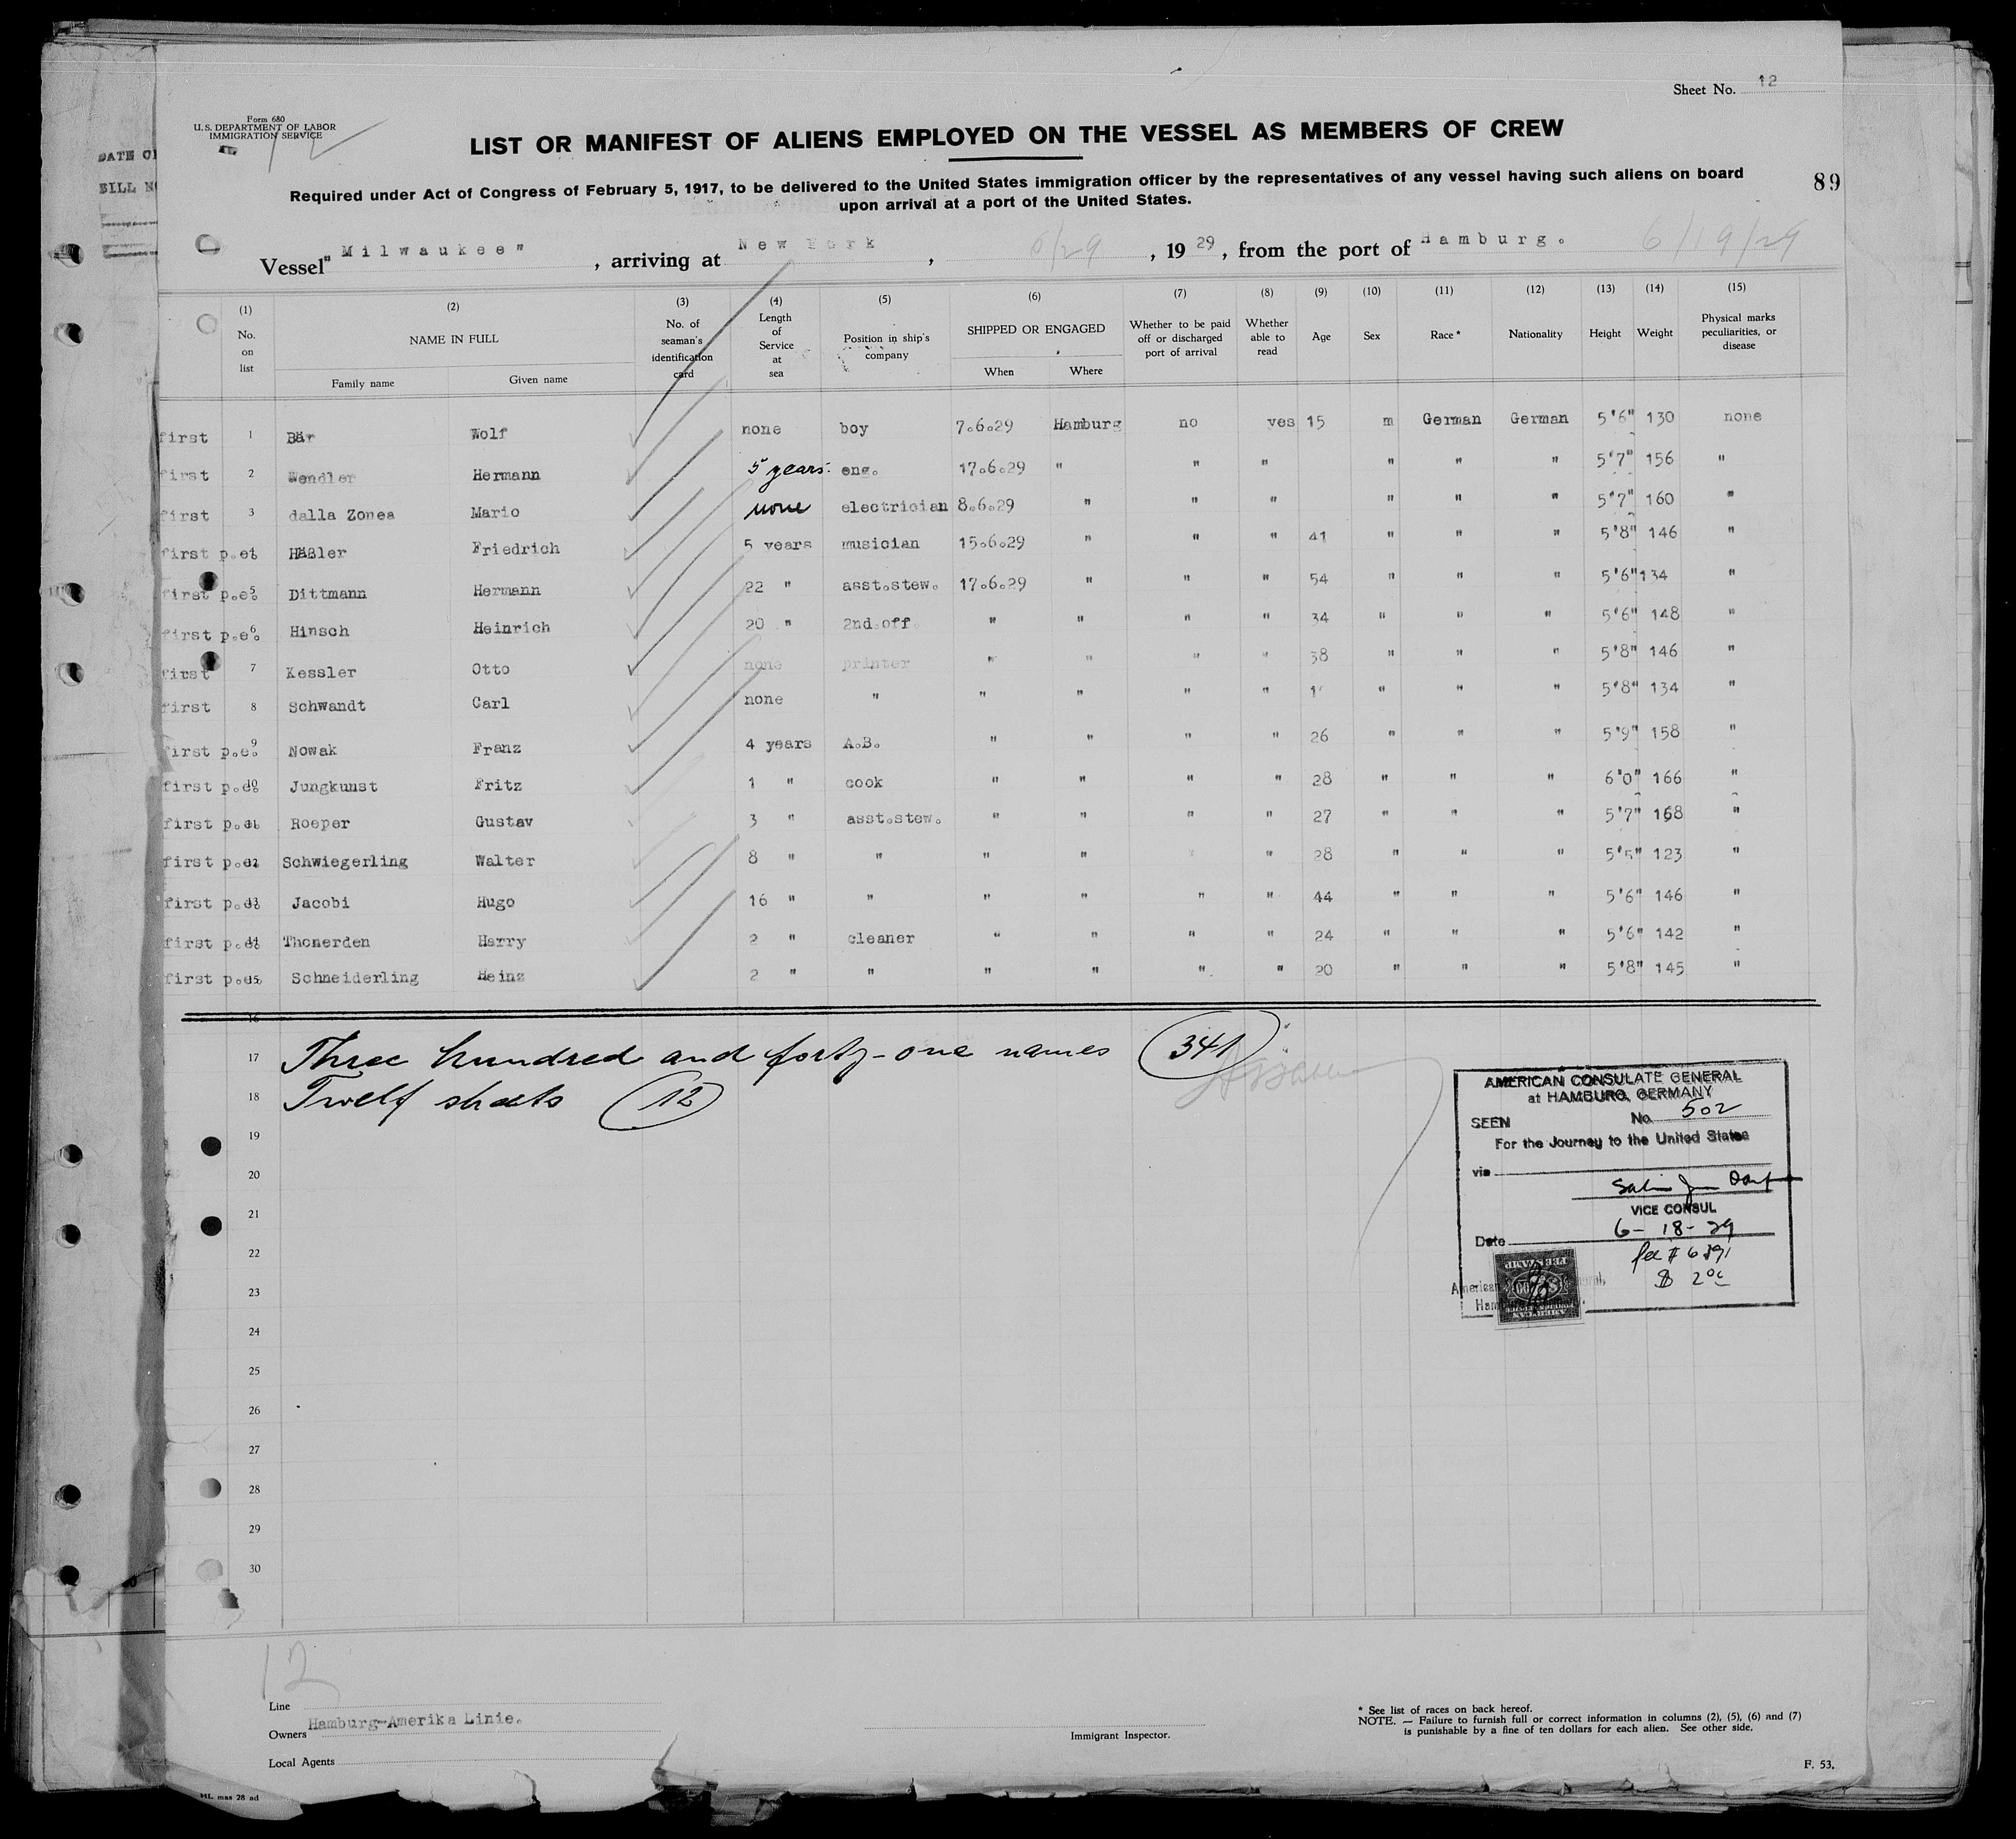 Sheet No. 12
Form 680
U.S. DEPARTMENT OF LABOR
IMMIGRATION SERVICE
12
LIST OR MANIFEST OF ALIENS EMPLOYED ON THE VESSEL AS MEMBERS OF CREW
Required under Act of Congress of February 5, 1917, to be delivered to the United States immigration officer by the representatives of any vessel having such aliens on board
upon arrival at a port of the United States.
89
Vessel "Milwaukee", arriving at New York, 6/29, 1929, from the port of Hamburg. 6/19/29
(1) No. on list (2) NAME IN FULL Family name Given name (3) No. of seaman's identification card (4) Length of Service at sea (5) Position in ship's company (6) SHIPPED OR ENGAGED When Where (7) Whether to be paid off or discharged port of arrival (8) Whether able to read (9) Age (10) Sex (11) Race* (12) Nationality (13) Height (14) Weight (15) Physical marks peculiarities, or disease
first 1 Bär Wolf none boy 7.6.29 Hamburg no yes 15 m German German 5'6" 130 none
first 2 Wendler Hermann 5 years. eng. 17.6.29 " " " " " " 5'7" 156 "
first 3 dalla Zonea Mario none electrician 8.6.29 " " " " " " 5'7" 160 "
first p.e. Häßler Friedrich 5 years musician 15.6.29 " " " 41 " " " 5'8" 146 "
first p.e. 5 Dittmann Hermann 22 " asst.stew. 17.6.29 " " " 54 " " " 5'6" 134 "
first p.e. 6 Hinsch Heinrich 20 " 2nd.off. " " " " 34 " " " 5'6" 148 "
first 7 Kessler Otto none printer " " " " 38 " " " 5'8" 146 "
first 8 Schwandt Carl none " " " " " " " " 5'8" 134 "
first p.e. 9 Nowak Franz 4 years A.B. " " " " 26 " " " 5'9" 158 "
first p.d. 10 Jungkunst Fritz 1 " cook " " " " 28 " " " 6'0" 166 "
first p.d. Roeper Gustav 3 " asst.stew. " " " " 27 " " " 5'7" 168 "
first p.d. Schwiegerling Walter 8 " " " " " 28 " " " 5'5" 123 "
first p.d. 13 Jacobi Hugo 16 " " " " " " 44 " " " 5'6" 146 "
first p.d. 14 Thonerden Harry 2 " cleaner " " " " 24 " " " 5'6" 142 "
first p.d. 15 Schneiderling Heinz 2 " " " " " " 20 " " " 5'8" 145 "
16
17 Three hundred and forty-one names (341)
18 Twelf sheets (12)
19
20
21
22
23
24
25
26
27
28
29
30
AMERICAN CONSULATE GENERAL
at HAMBURG, GERMANY
SEEN No. 502
For the Journey to the United States
via
VICE CONSUL
Date 6-18-29
fee # 6891
$ 2oo
12
Line
Owners Hamburg-Amerika Linie.
Local Agents
Immigrant Inspector.
* See list of races on back hereof.
NOTE. — Failure to furnish full or correct information in columns (2), (5), (6) and (7)
is punishable by a fine of ten dollars for each alien. See other side.
F. 53.